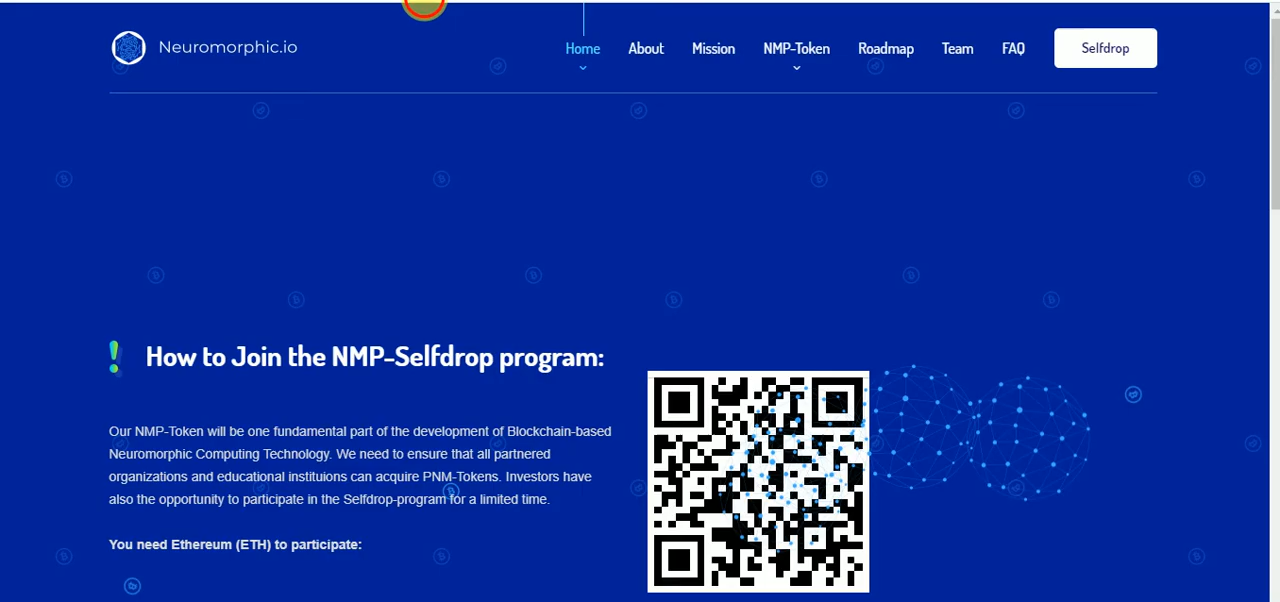 Neuromorphic.io
Home About Mission NMP-Token Roadmap Team FAQ Selfdrop
How to Join the NMP-Selfdrop program:
Our NMP-Token will be one fundamental part of the development of Blockchain-based
Neuromorphic Computing Technology. We need to ensure that all partnered
organizations and educational instituions can acquire PNM-Tokens. Investors have
also the opportunity to participate in the Selfdrop-program for a limited time.
You need Ethereum (ETH) to participate: